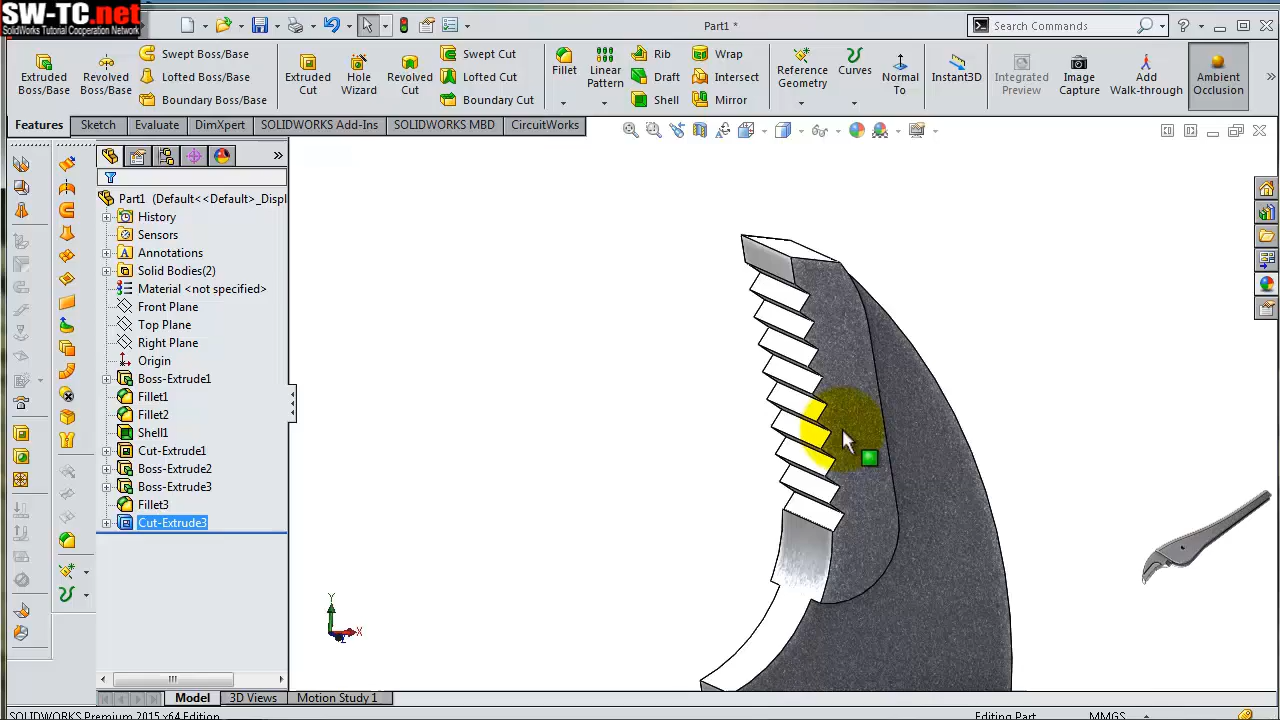 SW-TC.net
SolidWorks Tutorial Cooperation Network
Part1
Search Commands
Extruded Boss/Base
Revolved Boss/Base
Swept Boss/Base
Lofted Boss/Base
Boundary Boss/Base
Extruded Cut
Hole Wizard
Revolved Cut
Swept Cut
Lofted Cut
Boundary Cut
Fillet
Linear Pattern
Rib
Draft
Shell
Wrap
Intersect
Mirror
Reference Geometry
Curves
Normal To
Instant3D
Integrated Preview
Image Capture
Add Walk-through
Ambient Occlusion
Features
Sketch
Evaluate
DimXpert
SOLIDWORKS Add-Ins
SOLIDWORKS MBD
CircuitWorks
Part1 (Default<<Default>_Displ
History
Sensors
Annotations
Solid Bodies(2)
Material <not specified>
Front Plane
Top Plane
Right Plane
Origin
Boss-Extrude1
Fillet1
Fillet2
Shell1
Cut-Extrude1
Boss-Extrude2
Boss-Extrude3
Fillet3
Cut-Extrude3
Y
X
Z
Model
3D Views
Motion Study 1
SOLIDWORKS Premium 2015 x64 Edition
Editing Part
MMGS